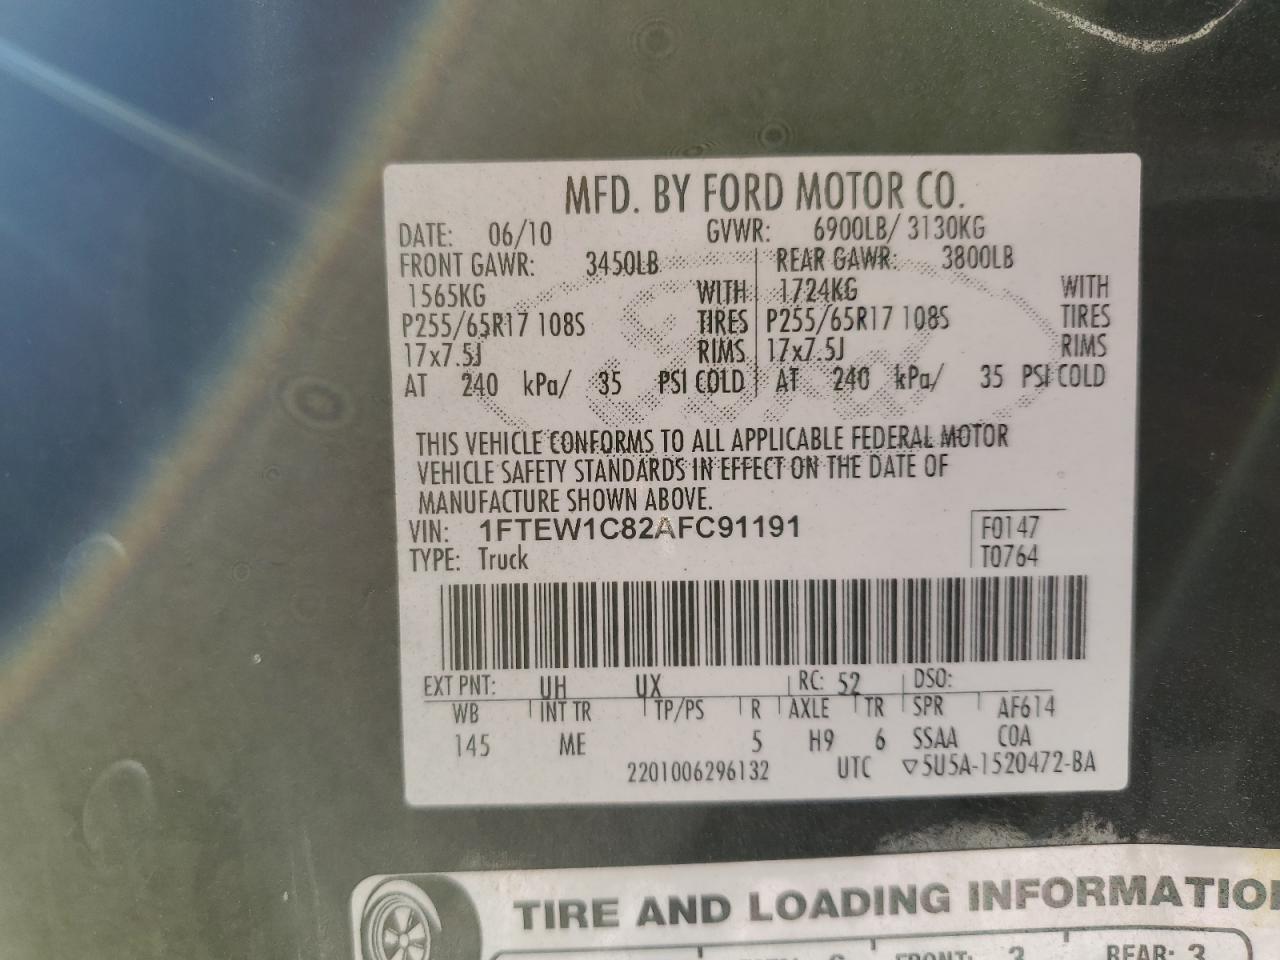 MFD. BY FORD MOTOR CO.
DATE: 06/10 GVWR: 6900LB/ 3130KG
FRONT GAWR: 3450LB REAR GAWR: 3800LB
1565KG WITH 1724KG WITH
P255/65R17 108S TIRES P255/65R17 108S TIRES
17x7.5J RIMS 17x7.5J RIMS
AT 240 kPa/ 35 PSI COLD AT 240 kPa/ 35 PSI COLD
THIS VEHICLE CONFORMS TO ALL APPLICABLE FEDERAL MOTOR
VEHICLE SAFETY STANDARDS IN EFFECT ON THE DATE OF
MANUFACTURE SHOWN ABOVE.
VIN: 1FTEW1C82AFC91191 F0147
TYPE: Truck T0764
EXT PNT: UH UX RC: 52 DSO:
WB INT TR TP/PS R AXLE TR SPR AF614
145 ME 5 H9 6 SSAA COA
2201006296132 UTC ▽5U5A-1520472-BA
TIRE AND LOADING INFORMATIO
FRONT: 3 REAR: 3